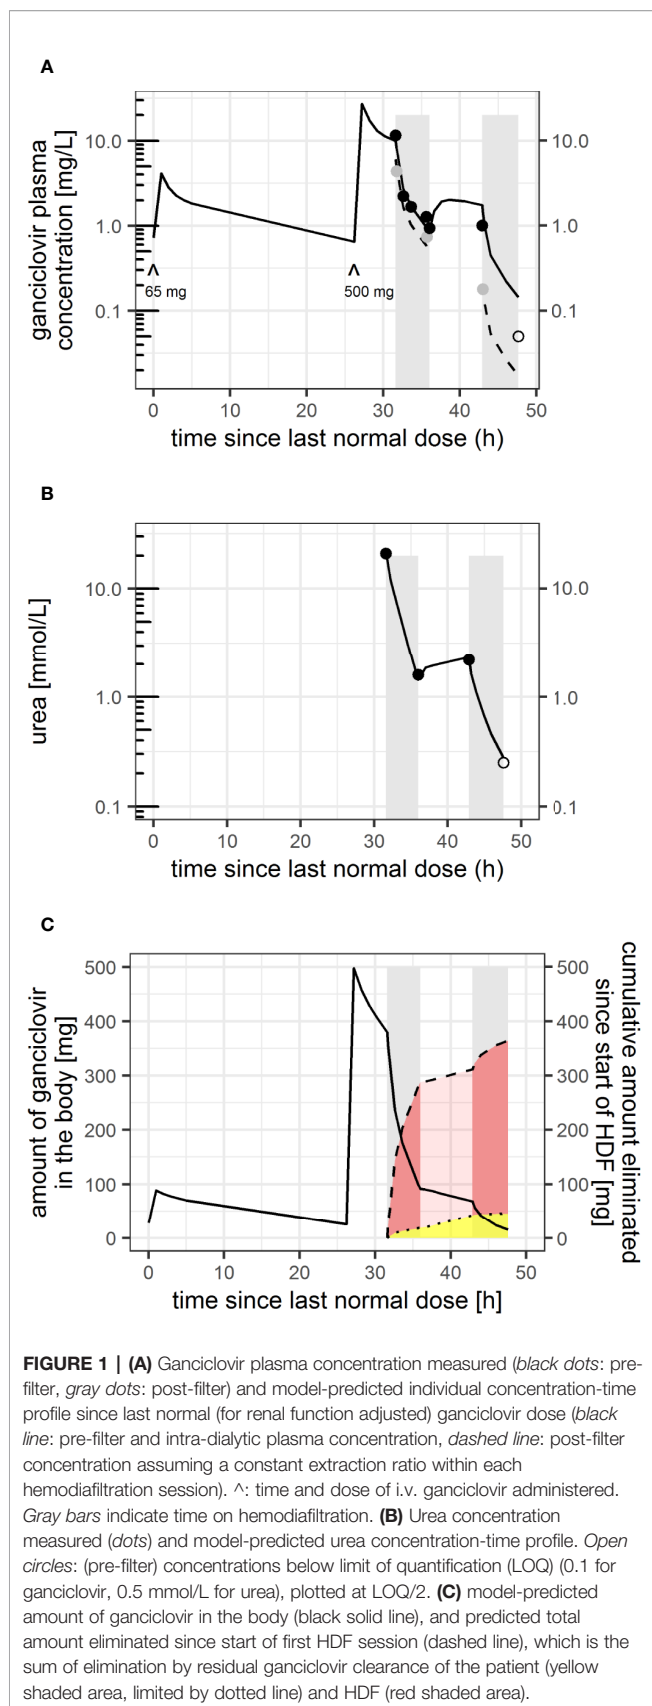 A
ganciclovir plasma
concentration [mg/L]
10.0
1.0
0.1
10.0
1.0
0.1
^
65 mg
^
500 mg
0
10
20
30
40
50
time since last normal dose (h)
B
urea [mmol/L]
10.0
1.0
0.1
10.0
1.0
0.1
0
10
20
30
40
50
time since last normal dose (h)
C
amount of ganciclovir
in the body [mg]
500
400
300
200
100
0
500
400
300
200
100
0
cumulative amount eliminated
since start of HDF
[mg]
0
10
20
30
40
50
time since last normal dose [h]
FIGURE 1 | (A) Ganciclovir plasma concentration measured (black dots: pre-
filter, gray dots: post-filter) and model-predicted individual concentration-time
profile since last normal (for renal function adjusted) ganciclovir dose (black
line: pre-filter and intra-dialytic plasma concentration, dashed line: post-filter
concentration assuming a constant extraction ratio within each
hemodiafiltration session). ^: time and dose of i.v. ganciclovir administered.
Gray bars indicate time on hemodiafiltration. (B) Urea concentration
measured (dots) and model-predicted urea concentration-time profile. Open
circles: (pre-filter) concentrations below limit of quantification (LOQ) (0.1 for
ganciclovir, 0.5 mmol/L for urea), plotted at LOQ/2. (C) model-predicted
amount of ganciclovir in the body (black solid line), and predicted total
amount eliminated since start of first HDF session (dashed line), which is the
sum of elimination by residual ganciclovir clearance of the patient (yellow
shaded area, limited by dotted line) and HDF (red shaded area).